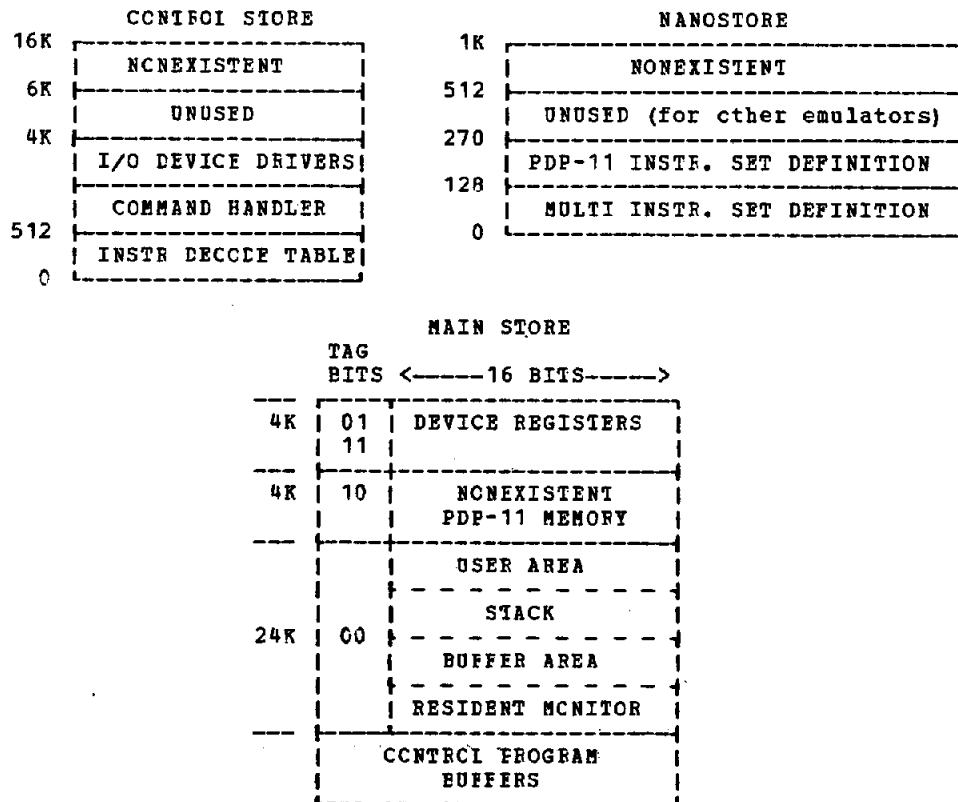 CONTROL STORE
16K
NONEXISTENT
6K
UNUSED
4K
I/O DEVICE DRIVERS
COMMAND HANDLER
512
INSTR DECODE TABLE
0
NANOSTORE
1K
NONEXISTENT
512
UNUSED (for other emulators)
270
PDP-11 INSTR. SET DEFINITION
128
MULTI INSTR. SET DEFINITION
0
MAIN STORE
TAG
BITS <-----16 BITS----->
4K 01 DEVICE REGISTERS
11
4K 10 NONEXISTENT
PDP-11 MEMORY
USER AREA
STACK
24K 00
BUFFER AREA
RESIDENT MONITOR
CONTROL PROGRAM
BUFFERS